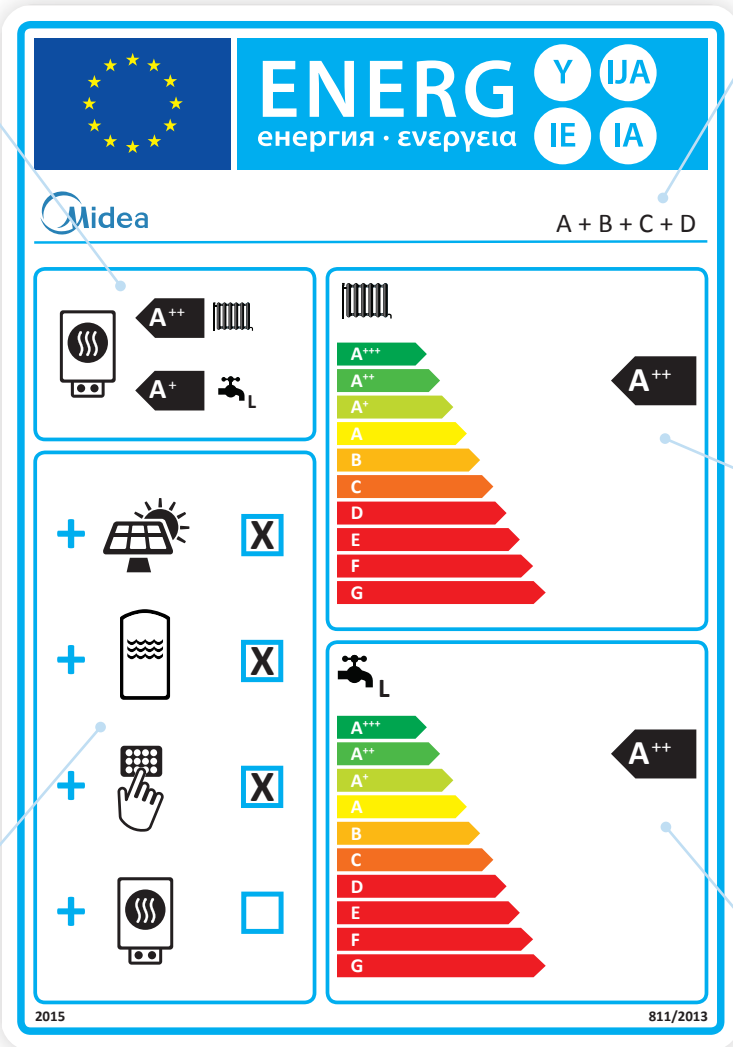 ENERG Y IJA
енергия · ενεργεια IE IA
Midea
A + B + C + D
A++
A+
L
+ X
+ X
+ X
+
A+++
A++
A+
A
B
C
D
E
F
G
A++
L
A+++
A++
A+
A
B
C
D
E
F
G
A++
2015
811/2013